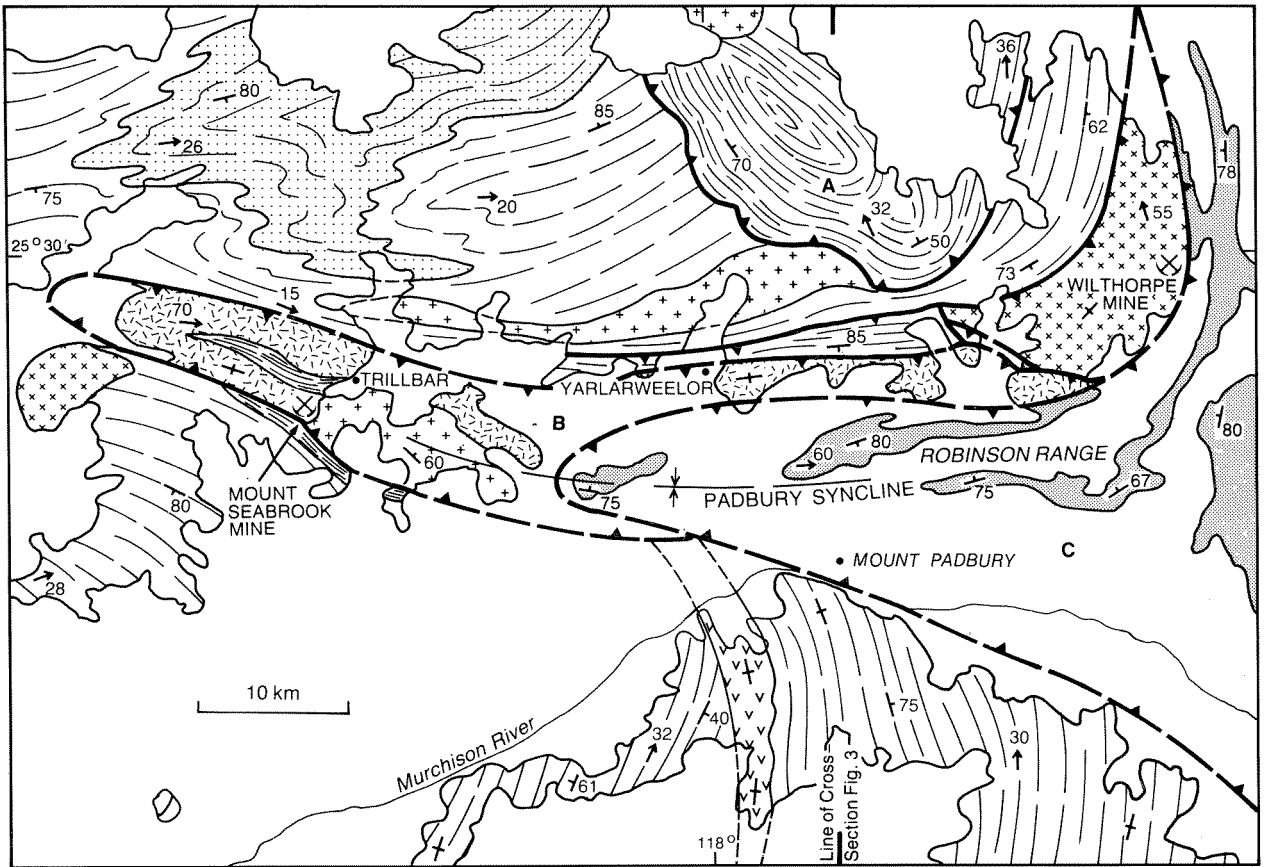 36
80
85
62
26
70
A
78
75
20
32
55
25° 30'
50
73
WILTHORPE
MINE
15
70
85
TRILLBAR
YARLARWEELOR
B
80
80
60
ROBINSON RANGE
60
75
PADBURY SYNCLINE
75
67
MOUNT
SEABROOK
MINE
80
C
MOUNT PADBURY
28
10 km
75
40
32
30
Murchison River
61
Line of Cross-
Section Fig. 3
118°